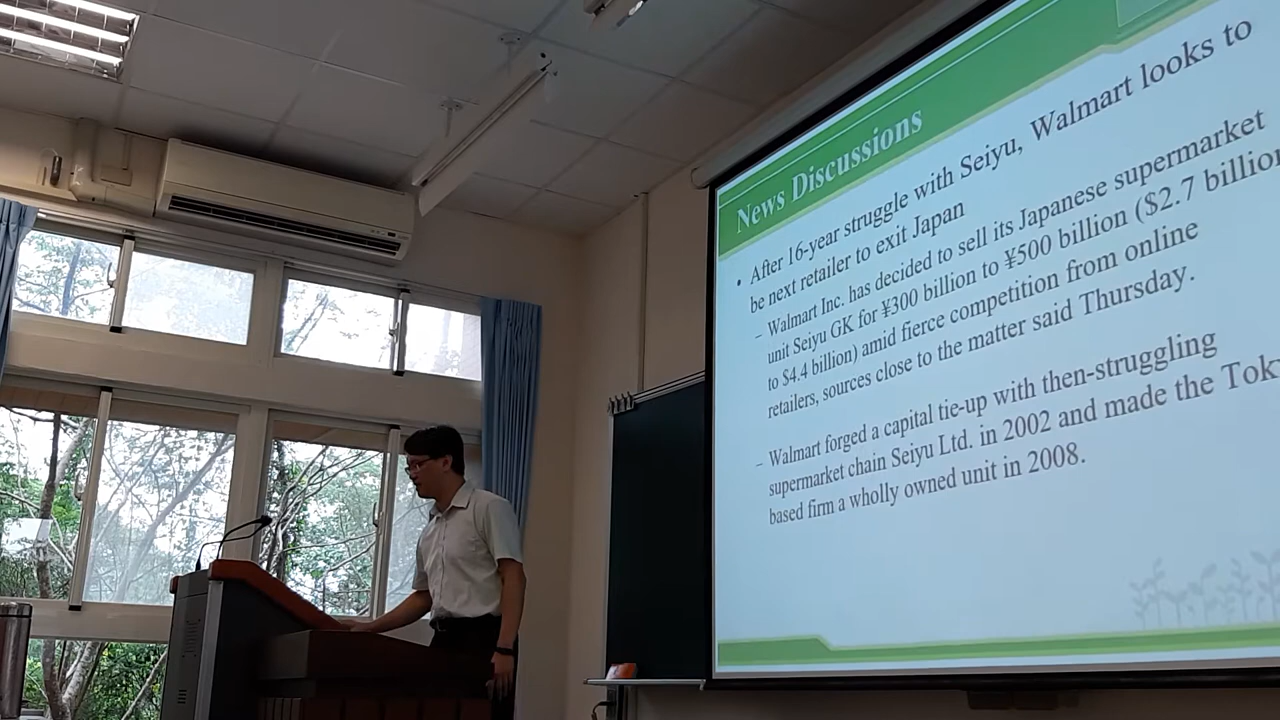 News Discussions
• After 16-year struggle with Seiyu, Walmart looks to
be next retailer to exit Japan
– Walmart Inc. has decided to sell its Japanese supermarket
unit Seiyu GK for ¥300 billion to ¥500 billion ($2.7 billion
to $4.4 billion) amid fierce competition from online
retailers, sources close to the matter said Thursday.
– Walmart forged a capital tie-up with then-struggling
supermarket chain Seiyu Ltd. in 2002 and made the Tok
based firm a wholly owned unit in 2008.